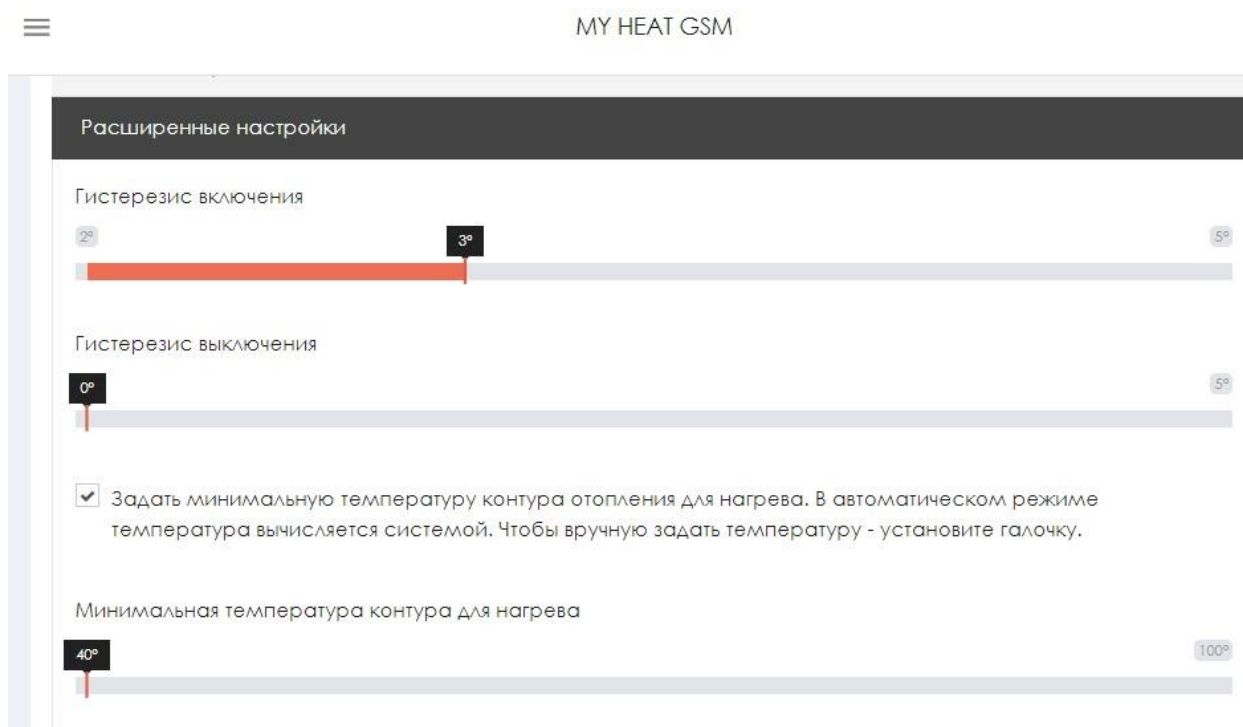 MY HEAT GSM
Расширенные настройки
Гистерезис включения
2° 3° 5°
Гистерезис выключения
0° 5°
Задать минимальную температуру контура отопления для нагрева. В автоматическом режиме
температура вычисляется системой. Чтобы вручную задать температуру - установите галочку.
Минимальная температура контура для нагрева
40° 100°